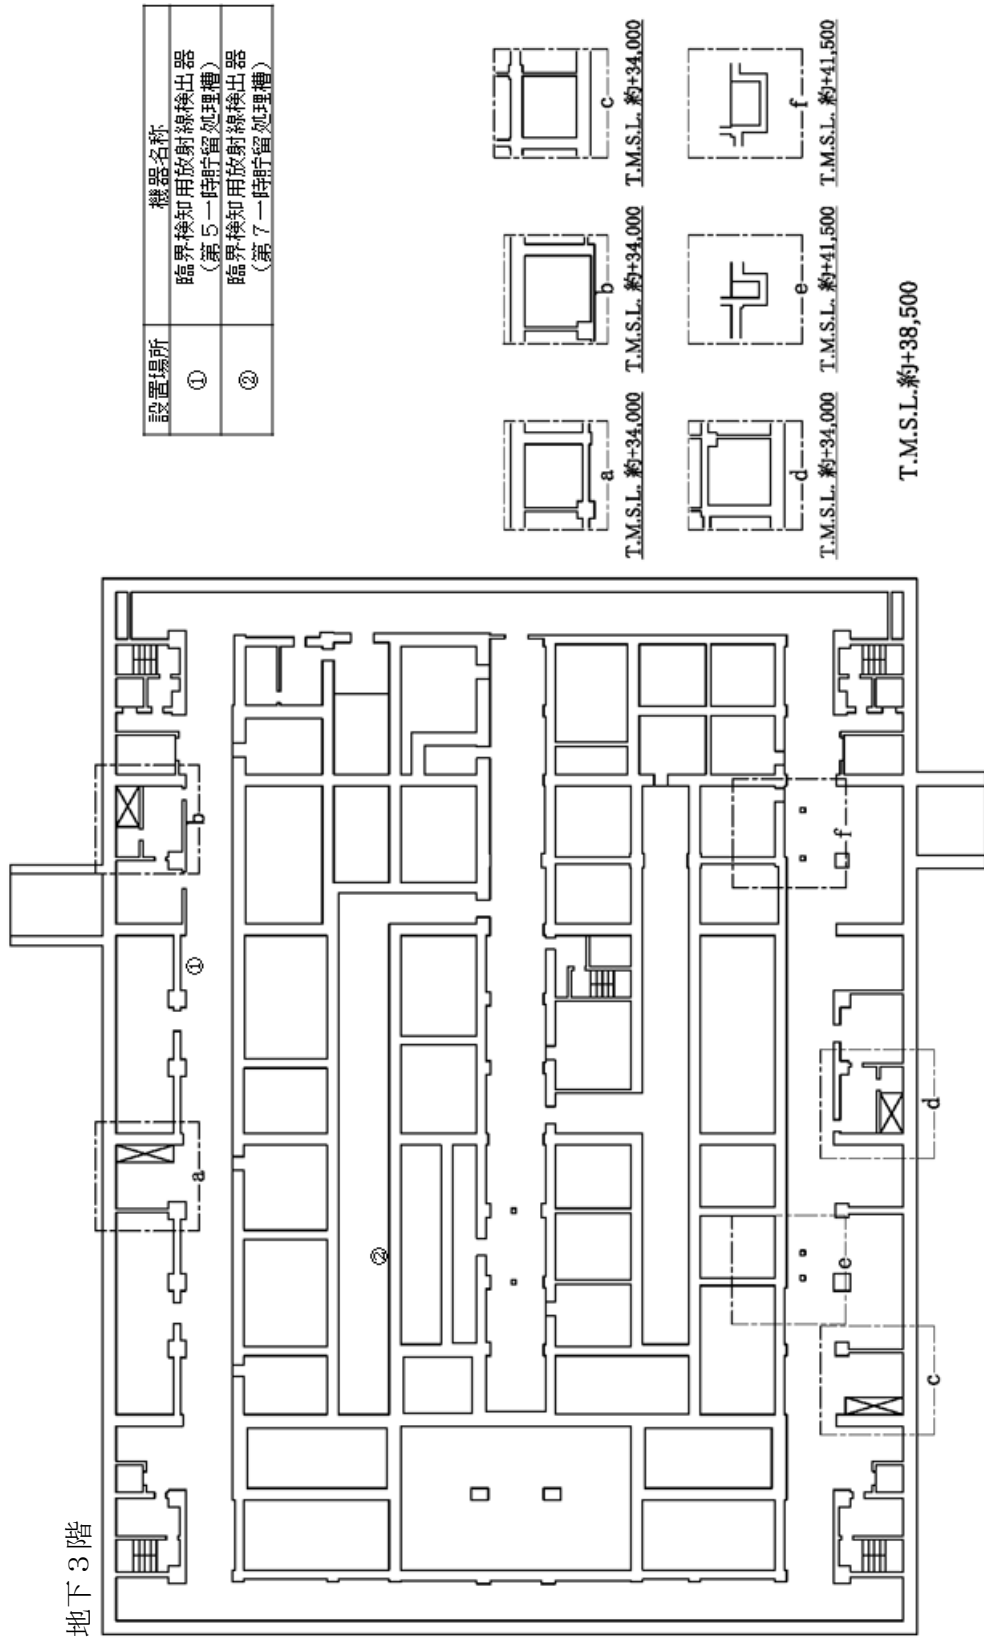 地下3階
設置場所 機器名称
① 臨界検知用放射線検出器
(第5一時貯留処理槽)
② 臨界検知用放射線検出器
(第7一時貯留処理槽)
①
②
a
b
c
d
e
f
a
T.M.S.L. 約+34,000
b
T.M.S.L. 約+34,000
c
T.M.S.L. 約+34,000
d
T.M.S.L. 約+34,000
e
T.M.S.L. 約+41,500
f
T.M.S.L. 約+41,500
T.M.S.L.約+38,500